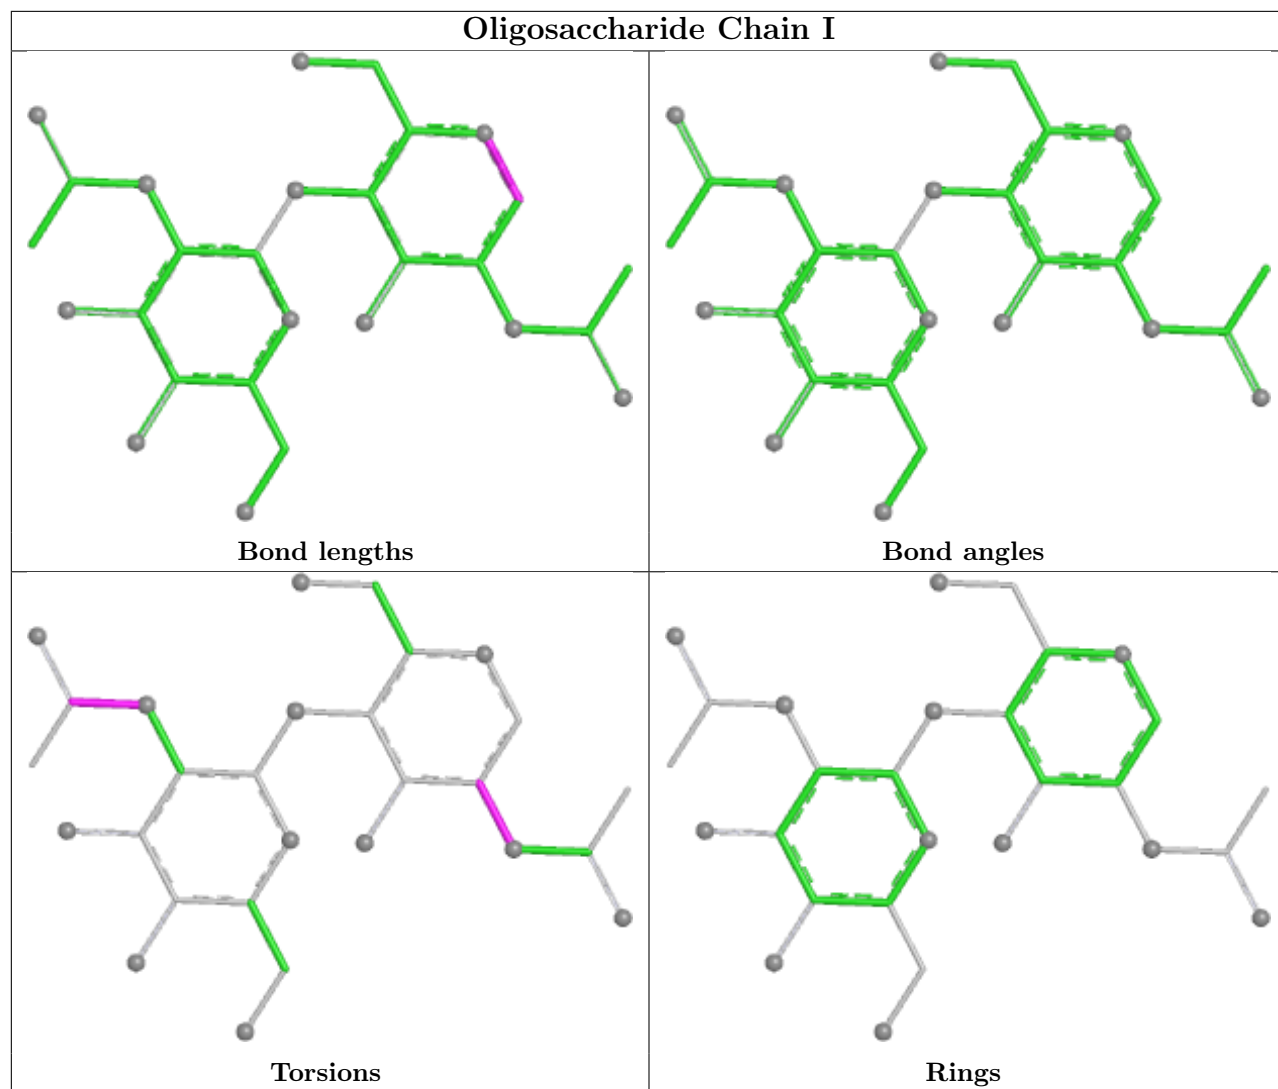 Oligosaccharide Chain I
Bond lengths
Bond angles
Torsions
Rings